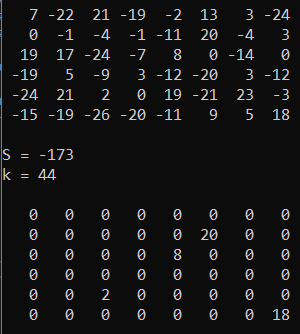 7 -22 21 -19 -2 13 3 -24
0 -1 -4 -1 -11 20 -4 3
19 17 -24 -7 8 0 -14 0
-19 5 -9 3 -12 -20 3 -12
-24 21 2 0 19 -21 23 -3
-15 -19 -26 -20 -11 9 5 18
S = -173
k = 44
0 0 0 0 0 0 0 0
0 0 0 0 0 20 0 0
0 0 0 0 8 0 0 0
0 0 0 0 0 0 0 0
0 0 2 0 0 0 0 0
0 0 0 0 0 0 0 18